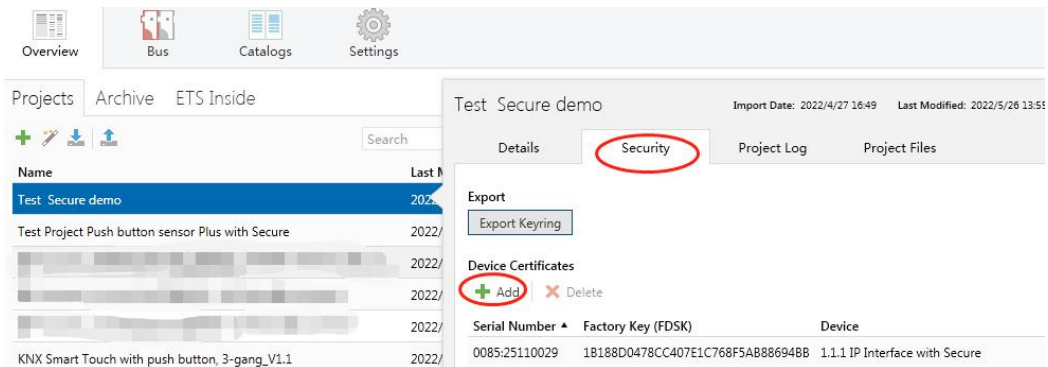 Overview Bus Catalogs Settings
Projects Archive ETS Inside
Search
Name Last
Test Secure demo 202
Test Project Push button sensor Plus with Secure 2022/
2022/
2022/
2022/
KNX Smart Touch with push button, 3-gang_V1.1 2022/
Test Secure demo Import Date: 2022/4/27 16:49 Last Modified: 2022/5/26 13:55
Details Security Project Log Project Files
Export
Export Keyring
Device Certificates
Add Delete
Serial Number Factory Key (FDSK) Device
0085:25110029 1B188D0478CC407E1C768F5AB88694BB 1.1.1 IP Interface with Secure